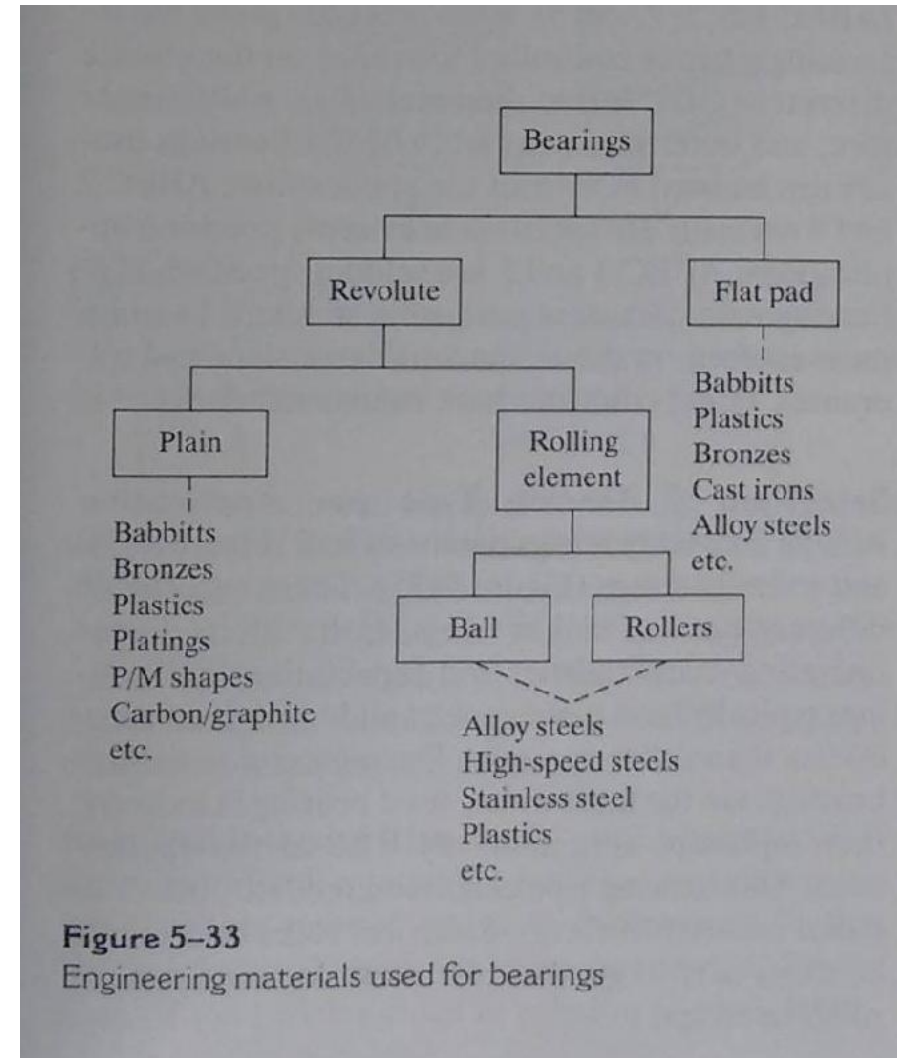 Bearings
Revolute
Flat pad
Babbitts
Plastics
Bronzes
Cast irons
Alloy steels
etc.
Plain
Babbitts
Bronzes
Plastics
Platings
P/M shapes
Carbon/graphite
etc.
Rolling
element
Ball
Rollers
Alloy steels
High-speed steels
Stainless steel
Plastics
etc.
Figure 5–33
Engineering materials used for bearings